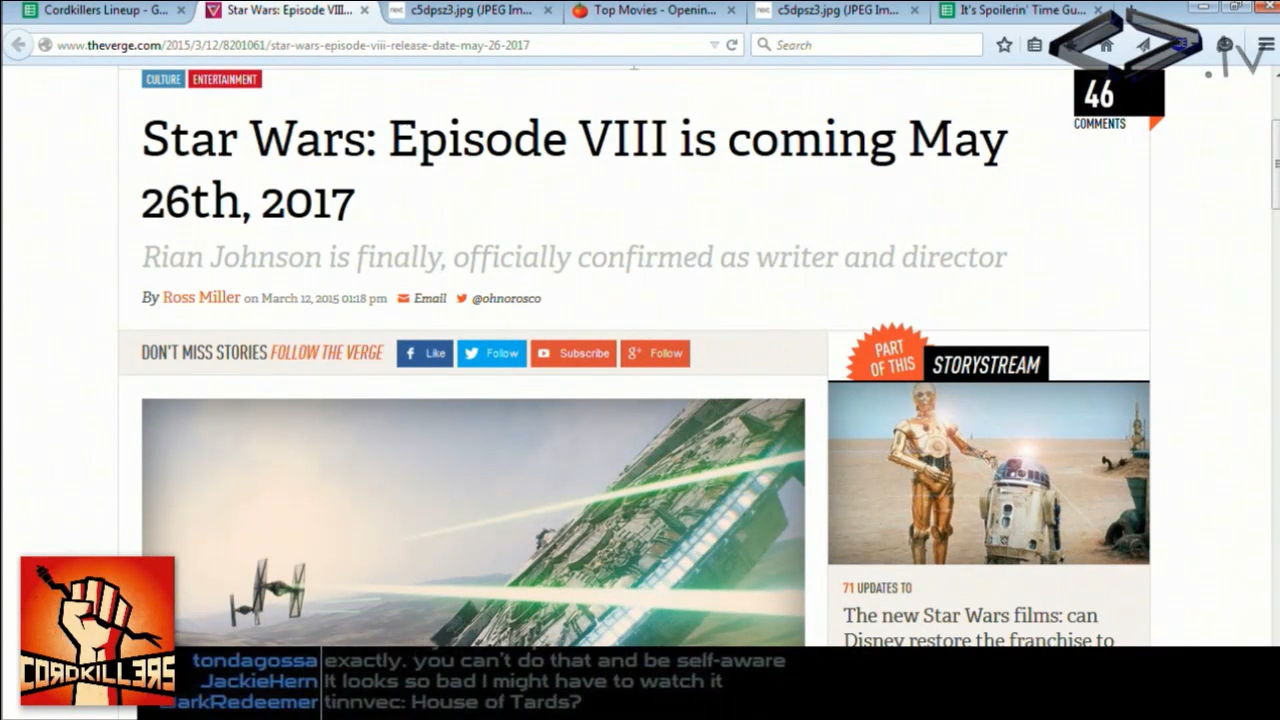 Cordkillers Lineup - G...
Star Wars: Episode VIII...
c5dpsz3.jpg (JPEG Im...
Top Movies - Openin...
c5dpsz3.jpg (JPEG Im...
It's Spoilerin' Time Gu...
www.theverge.com/2015/3/12/8201061/star-wars-episode-viii-release-date-may-26-2017
Search
.tv
CULTURE ENTERTAINMENT
46
COMMENTS
Star Wars: Episode VIII is coming May
26th, 2017
Rian Johnson is finally, officially confirmed as writer and director
By Ross Miller on March 12, 2015 01:18 pm Email @ohnorosco
DON'T MISS STORIES FOLLOW THE VERGE
Like
Follow
Subscribe
Follow
PART
OF THIS
STORYSTREAM
71 UPDATES TO
The new Star Wars films: can
Disney restore the franchise to
CORDKILLERS
tondagossa exactly. you can't do that and be self-aware
JackieHern It looks so bad I might have to watch it
DarkRedeemer tinnvec: House of Tards?